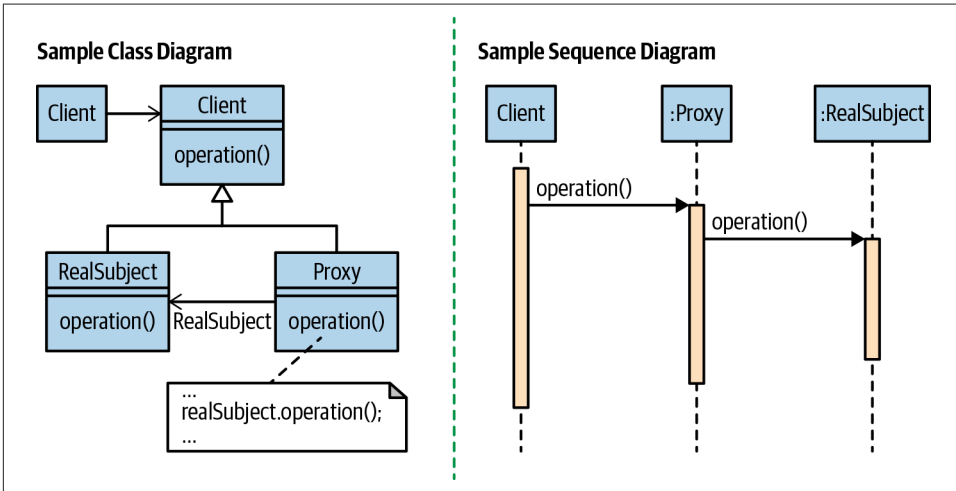 Sample Class Diagram
Client
Client
operation()
RealSubject
operation()
RealSubject
Proxy
operation()
...
realSubject.operation();
...
Sample Sequence Diagram
Client
:Proxy
:RealSubject
operation()
operation()